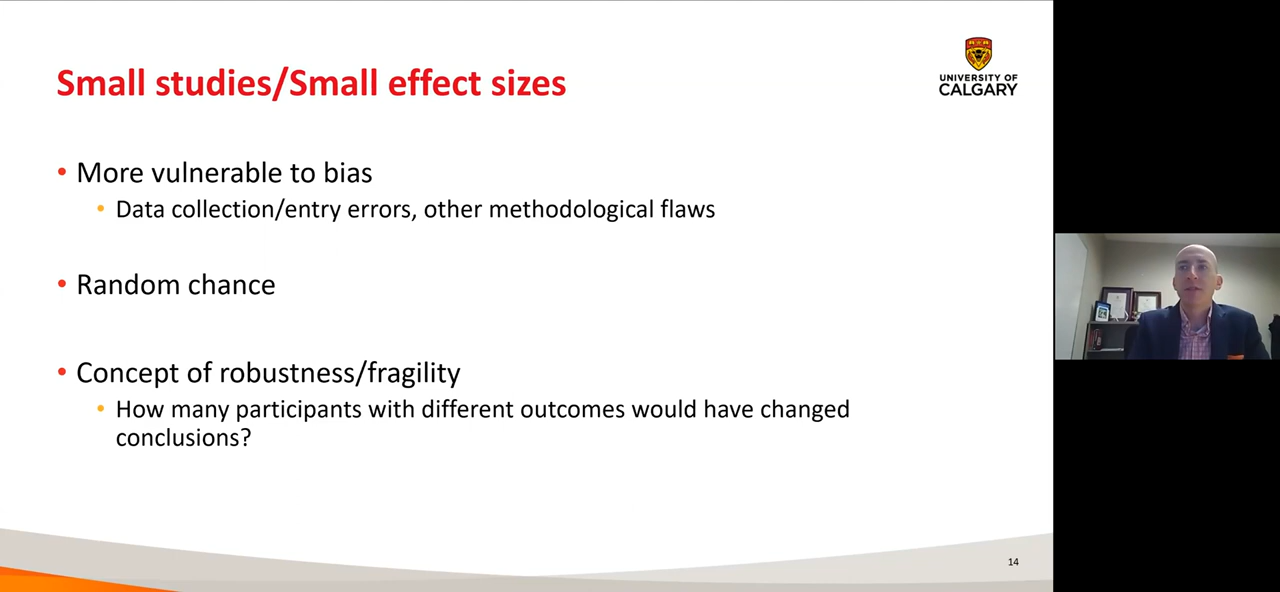 Small studies/Small effect sizes
UNIVERSITY OF
CALGARY
• More vulnerable to bias
• Data collection/entry errors, other methodological flaws
• Random chance
• Concept of robustness/fragility
• How many participants with different outcomes would have changed
conclusions?
14